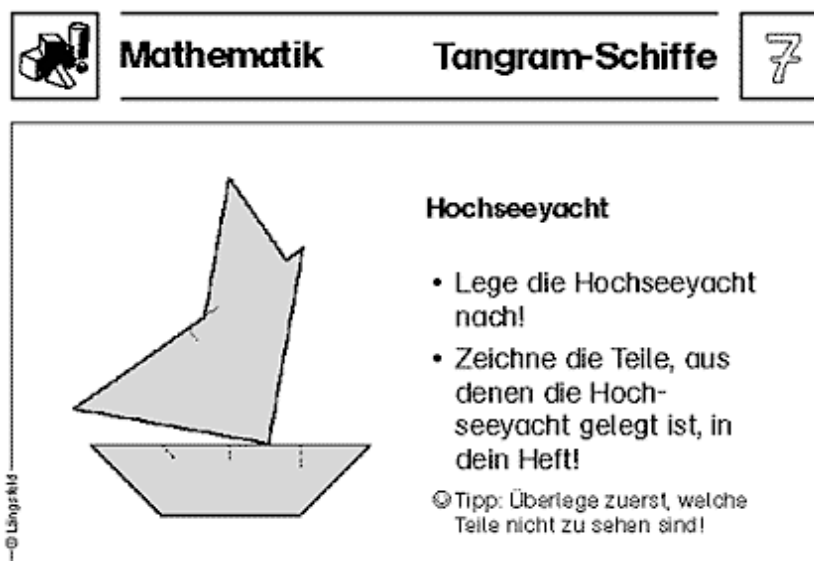 Mathematik
Tangram-Schiffe
7
Hochseeyacht
• Lege die Hochseeyacht
nach!
• Zeichne die Teile, aus
denen die Hoch-
seeyacht gelegt ist, in
dein Heft!
☺ Tipp: Überlege zuerst, welche
Teile nicht zu sehen sind!